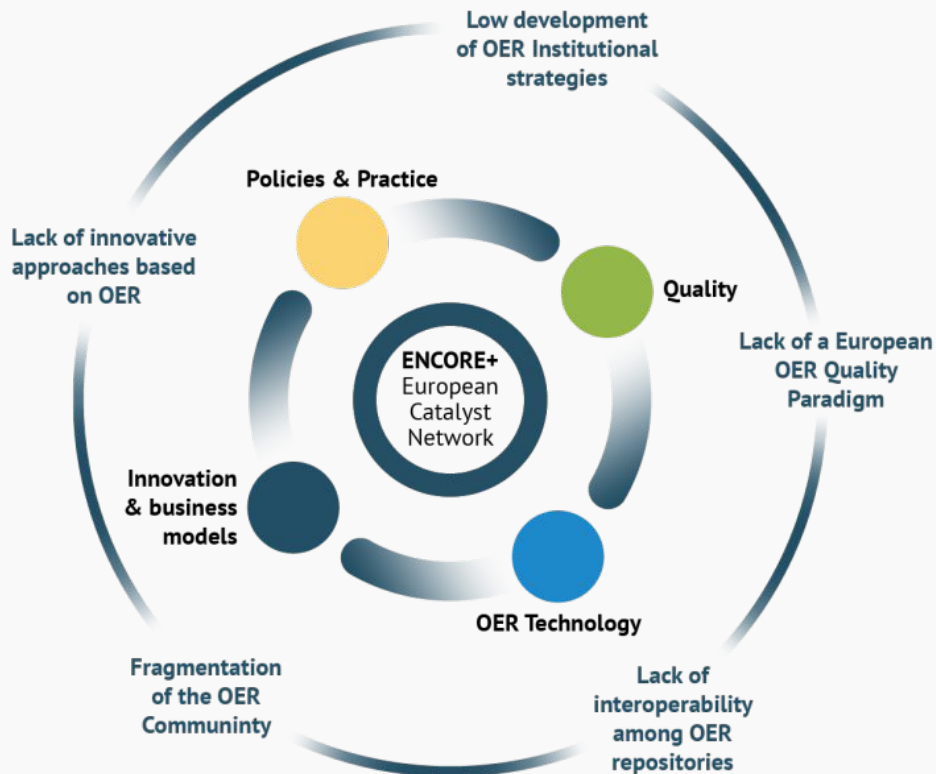 Low development
of OER Institutional
strategies
Policies & Practice
Lack of innovative
approaches based
on OER
Quality
Lack of a European
OER Quality
Paradigm
ENCORE+
European
Catalyst
Network
Innovation
& business
models
OER Technology
Fragmentation
of the OER
Communinty
Lack of
interoperability
among OER
repositories